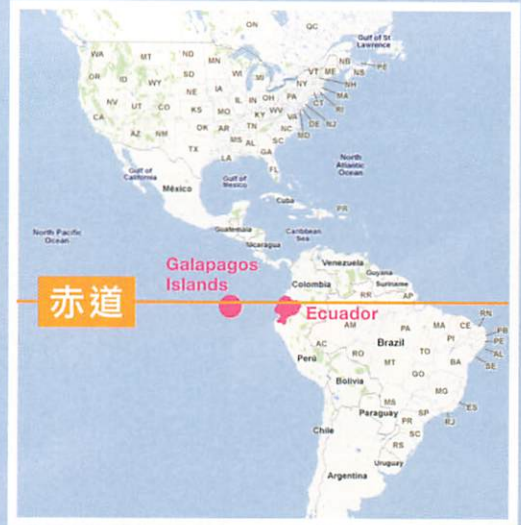 ON
QC
Gulf of St
Lawrence
WA
MT
ND
MN
NB
PE
OR
ID
SD
WI
MI
VT
ME
NS
WY
NY
NH
NE
IA
MA
NV
UT
CO
IL
IN
OH
PA
CT
RI
CA
KS
MO
KY
WV
VA
DE
NJ
AZ
NM
OK
AR
TN
NC
MD
MS
AL
SC
TX
LA
GA
FL
Gulf of
California
Gulf of
Mexico
North
Atlantic
Ocean
México
Cuba
PR
North Pacific
Ocean
Guatemala
Caribbean
Sea
Nicaragua
Galapagos
Islands
Venezuela
Guyana
Suriname
Colombia
RR
AP
赤道
Ecuador
RN
AM
PA
MA
CE
PB
PI
PE
AC
Brazil
TO
AL
Perú
RO
MT
BA
SE
GO
Bolivia
MG
MS
ES
Paraguay
SP
PR
RJ
Chile
SC
RS
Uruguay
Argentina